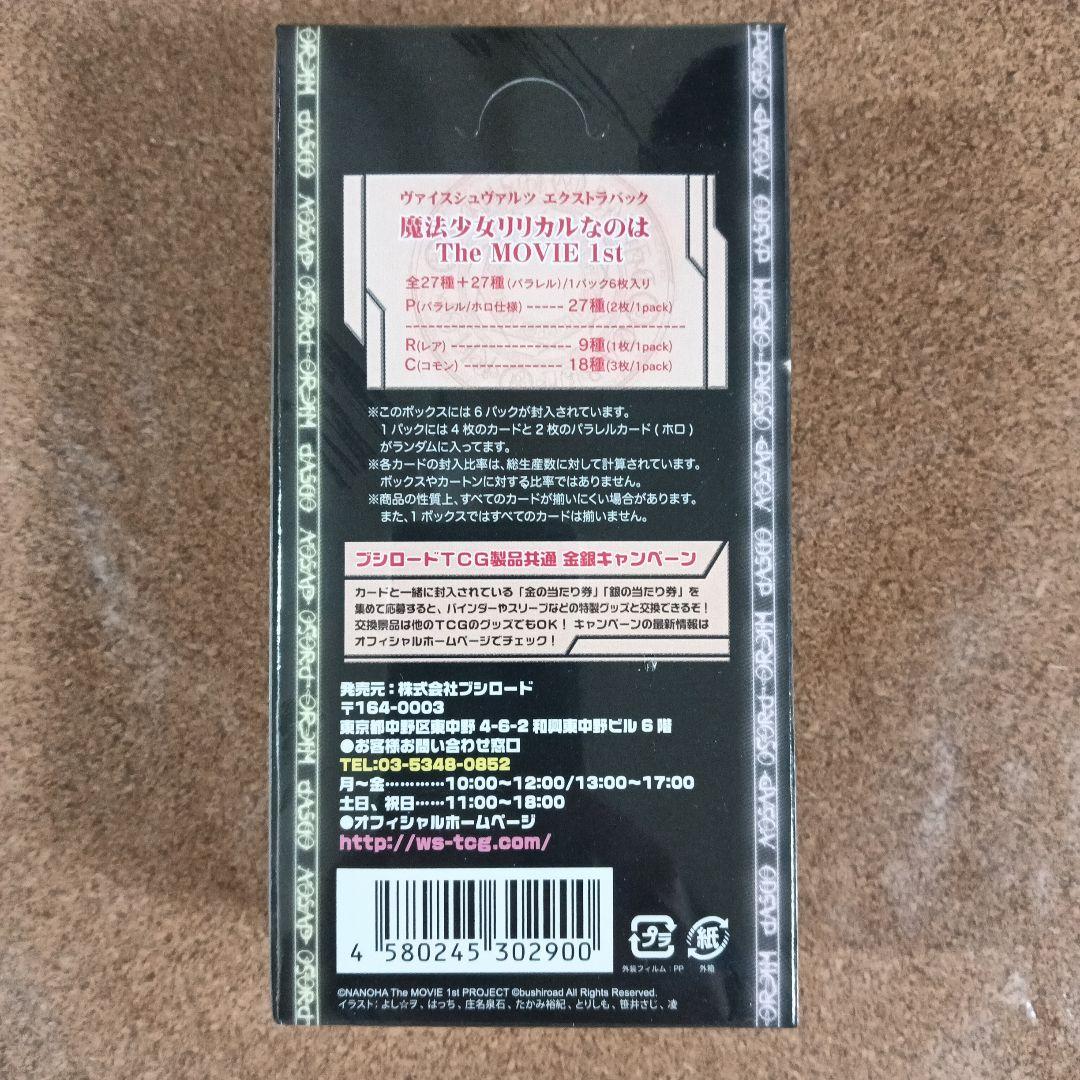 ヴァイスシュヴァルツ エクストラパック
魔法少女リリカルなのは
The MOVIE 1st
全27種＋27種(パラレル)/1パック6枚入り
P(パラレル/ホロ仕様) ----- 27種(2枚/1pack)
R(レア) ---------------- 9種(1枚/1pack)
C(コモン) ------------- 18種(3枚/1pack)
※このボックスには6パックが封入されています。
1パックには4枚のカードと2枚のパラレルカード(ホロ)
がランダムに入ってます。
※各カードの封入比率は、総生産数に対して計算されています。
ボックスやカートンに対する比率ではありません。
※商品の性質上、すべてのカードが揃いにくい場合があります。
また、1ボックスではすべてのカードは揃いません。
ブシロードTCG製品共通 金銀キャンペーン
カードと一緒に封入されている「金の当たり券」「銀の当たり券」を
集めて応募すると、バインダーやスリーブなどの特製グッズと交換できるぞ！
交換景品は他のTCGのグッズでもOK！ キャンペーンの最新情報は
オフィシャルホームページでチェック！
発売元：株式会社ブシロード
〒164-0003
東京都中野区東中野4-6-2 和興東中野ビル6階
●お客様お問い合わせ窓口
TEL:03-5348-0852
月～金…………10:00～12:00/13:00～17:00
土日、祝日……11:00～18:00
●オフィシャルホームページ
http://ws-tcg.com/
4 580245 302900
プラ
外装フィルム：PP
紙
外箱
©NANOHA The MOVIE 1st PROJECT ©bushiroad All Rights Reserved.
イラスト：よし☆ヲ、はっち、庄名泉石、たかみ裕紀、とりしも、笹井さじ、凌